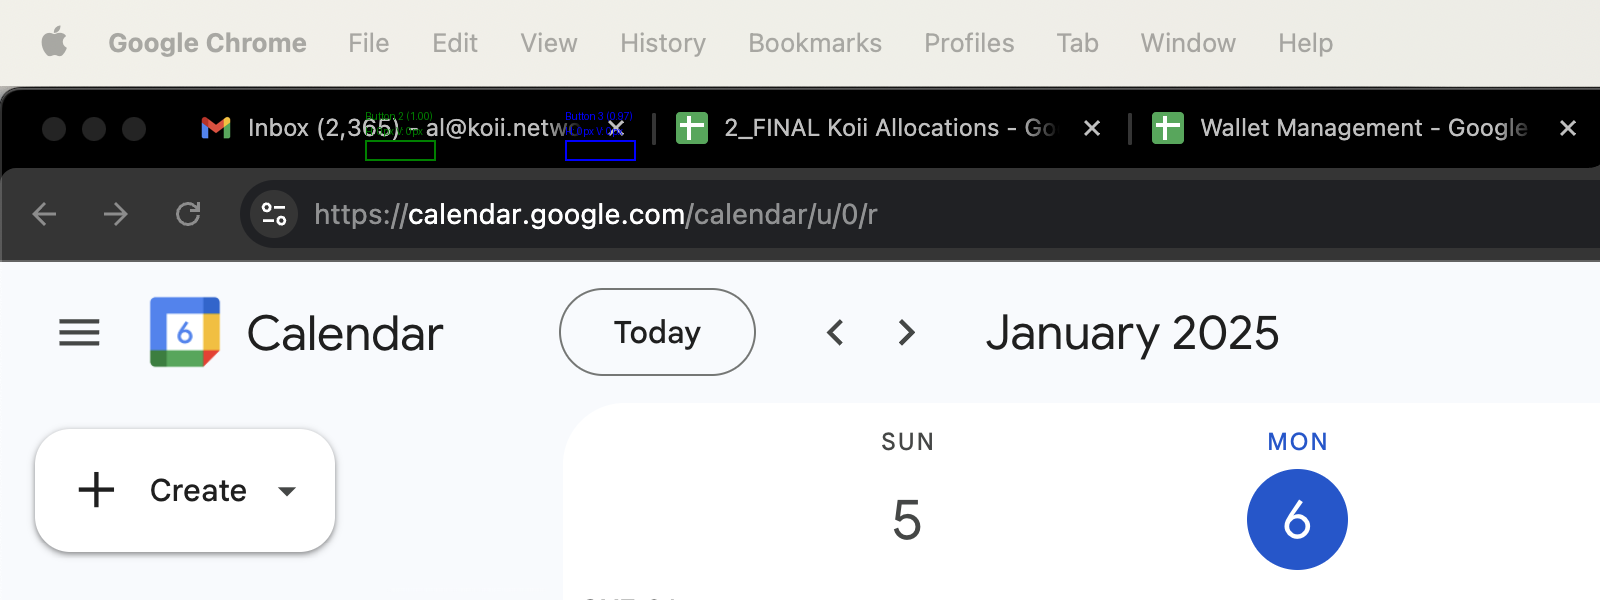 Google Chrome File Edit View History Bookmarks Profiles Tab Window Help
Button 2 (1.00) Button 3 (0.97)
Inbox (2,365) - al@koii.netwo 2_FINAL Koii Allocations - Go Wallet Management - Google
https://calendar.google.com/calendar/u/0/r
6 Calendar Today January 2025
SUN MON
Create 5 6